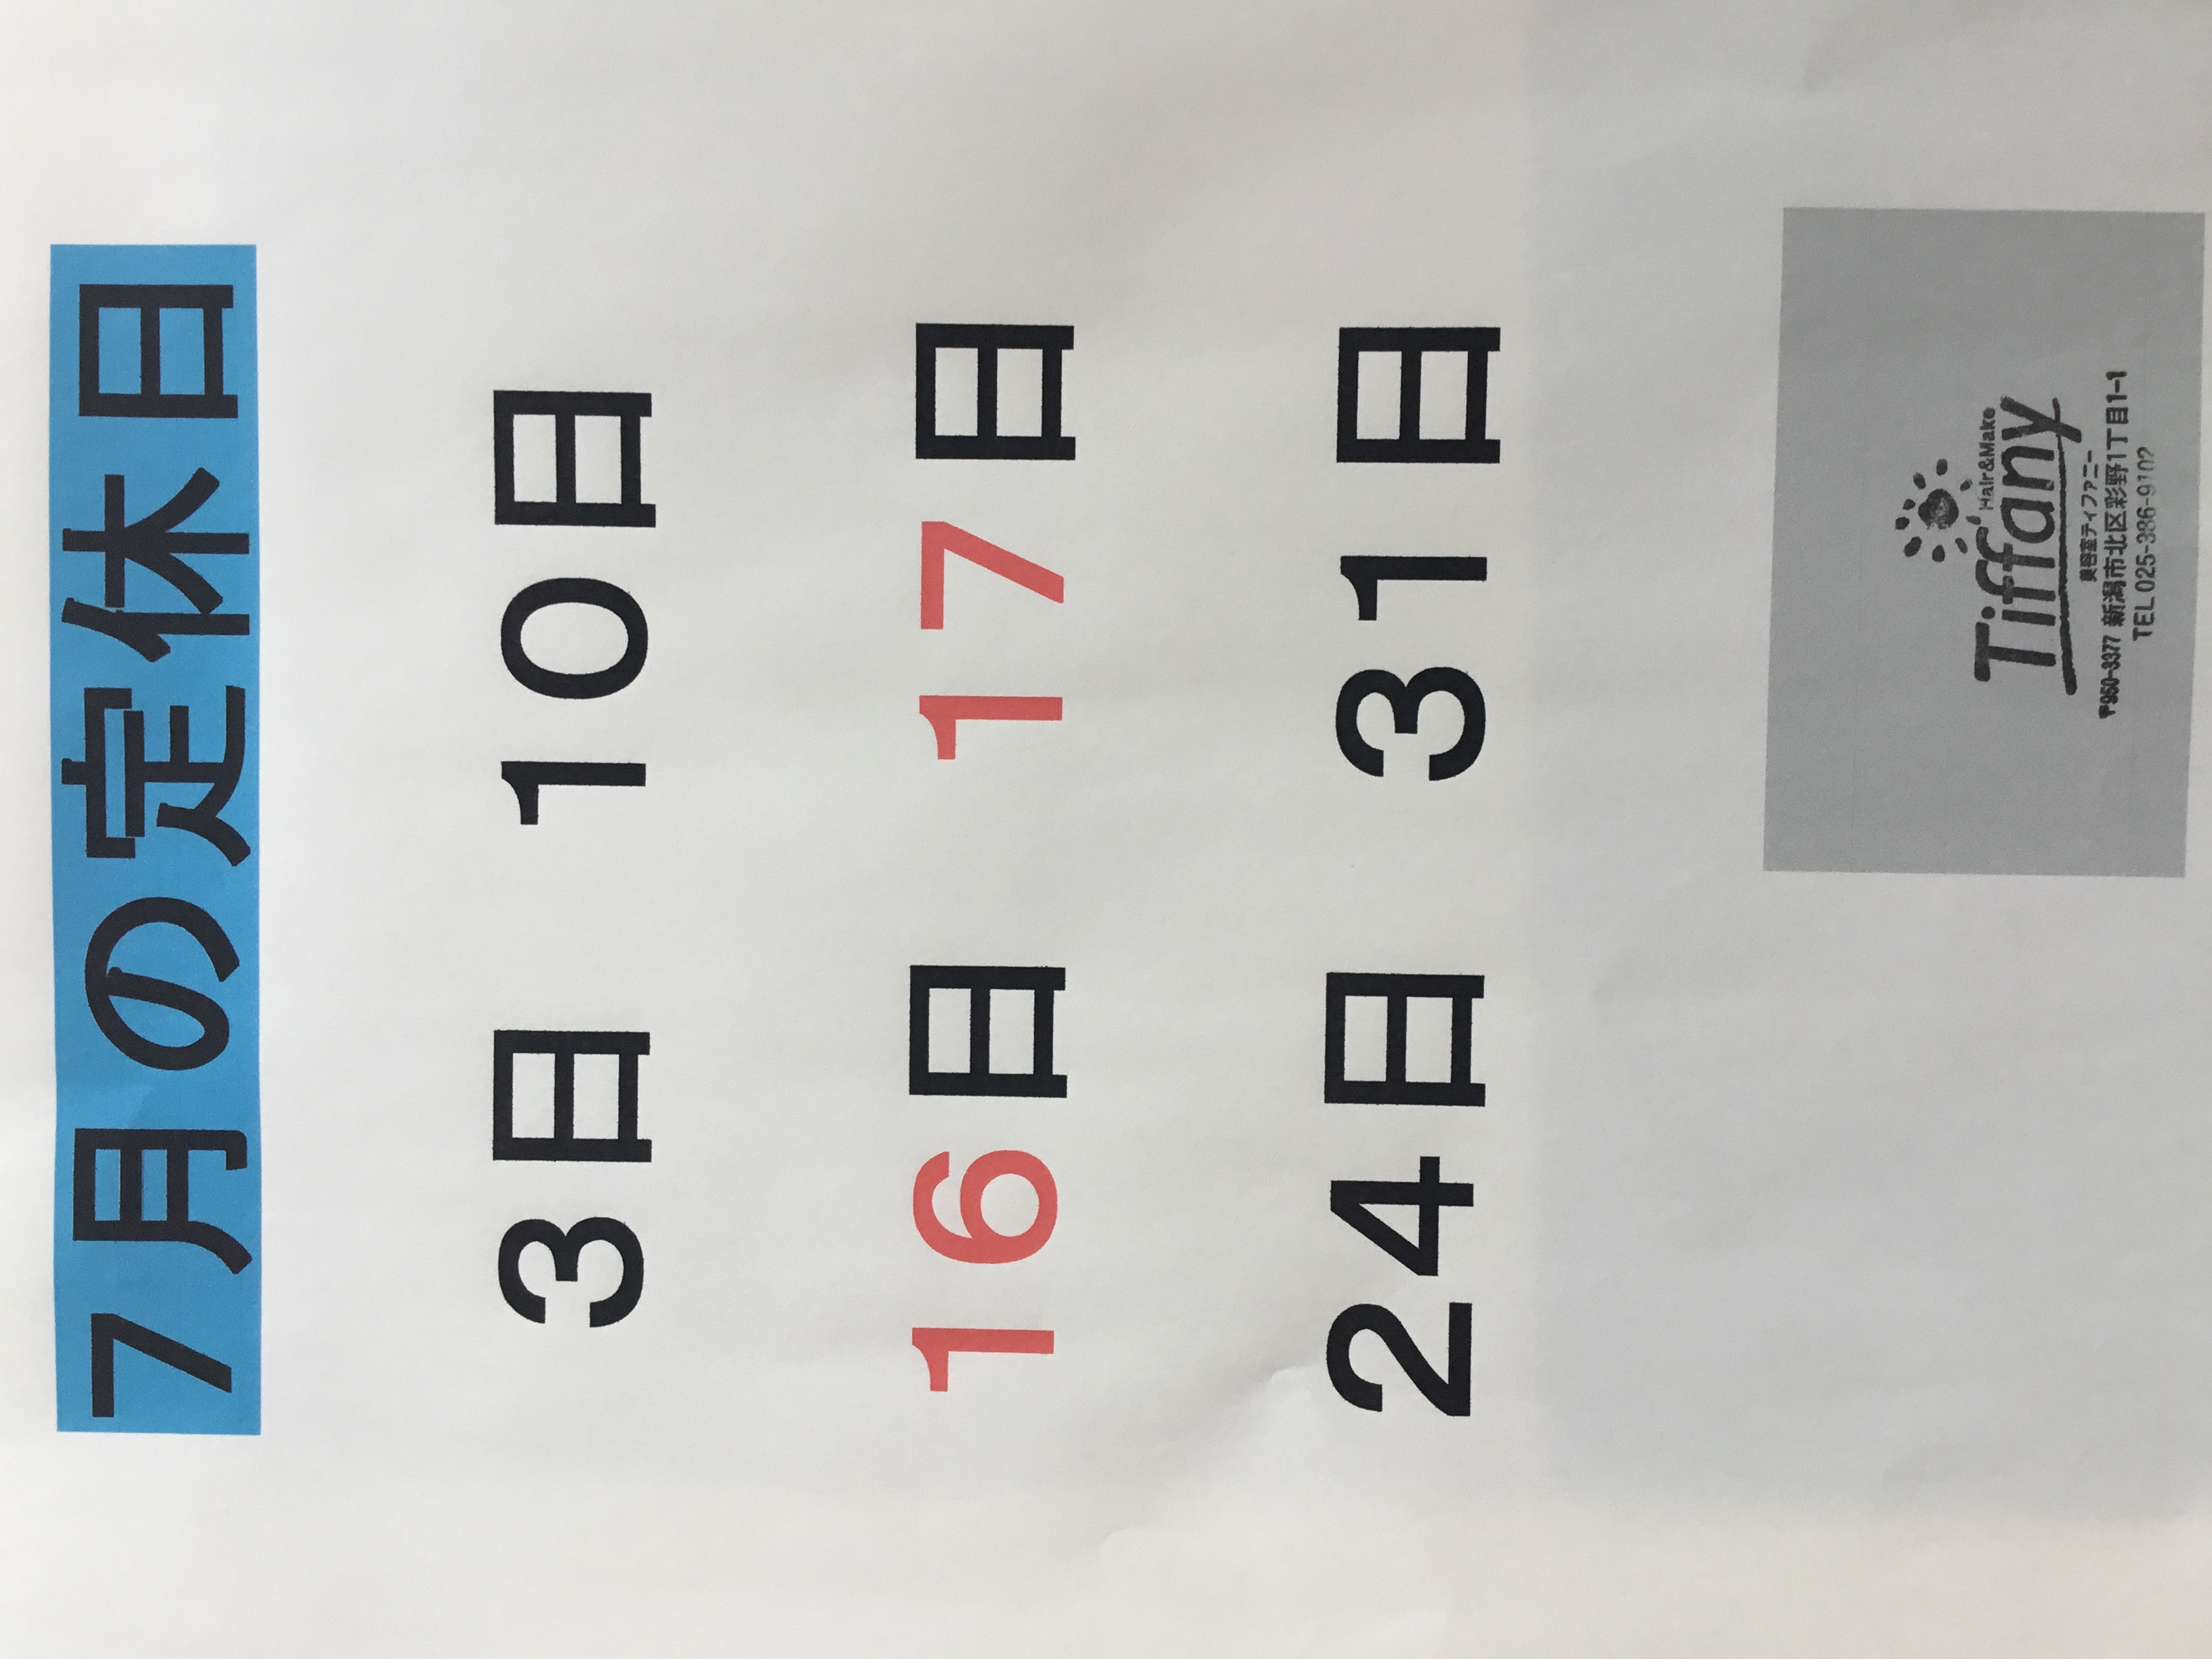 ７月の定休日
３日 １０日
１６日 １７日
２４日 ３１日
Hair&Make
Tiffany
美容室ティファニー
〒950-3377 新潟市北区彩野1丁目1-1
TEL 025-386-9102